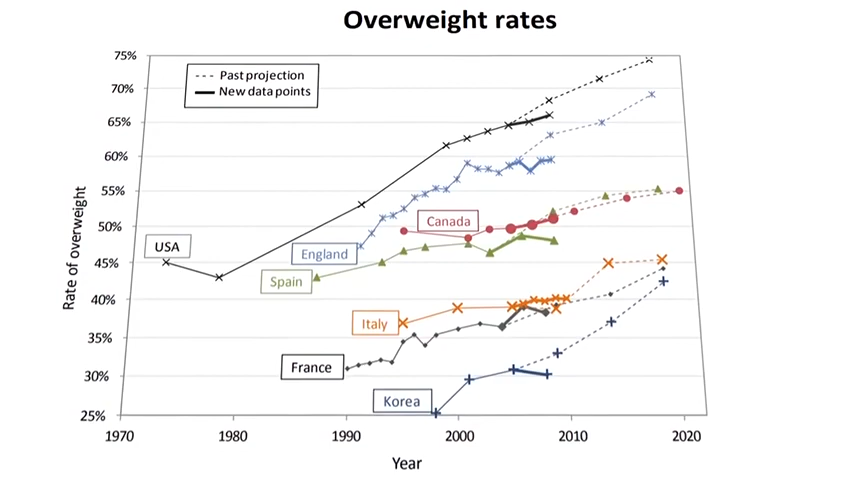 Overweight rates
75%
Past projection
New data points
70%
65%
60%
55%
50%
45%
40%
35%
30%
25%
Rate of overweight
USA
England
Canada
Spain
Italy
France
Korea
1970
1980
1990
2000
2010
2020
Year